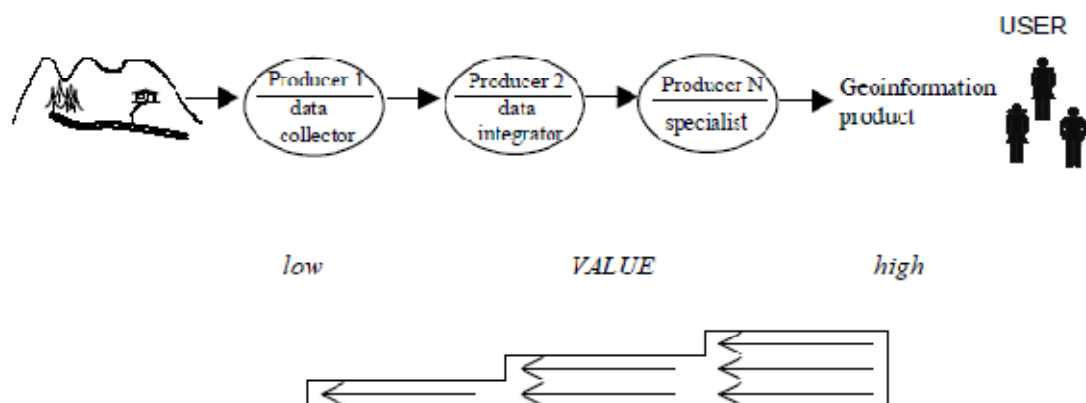 USER
Producer 1
data
collector
Producer 2
data
integrator
Producer N
specialist
Geoinformation
product
low
VALUE
high